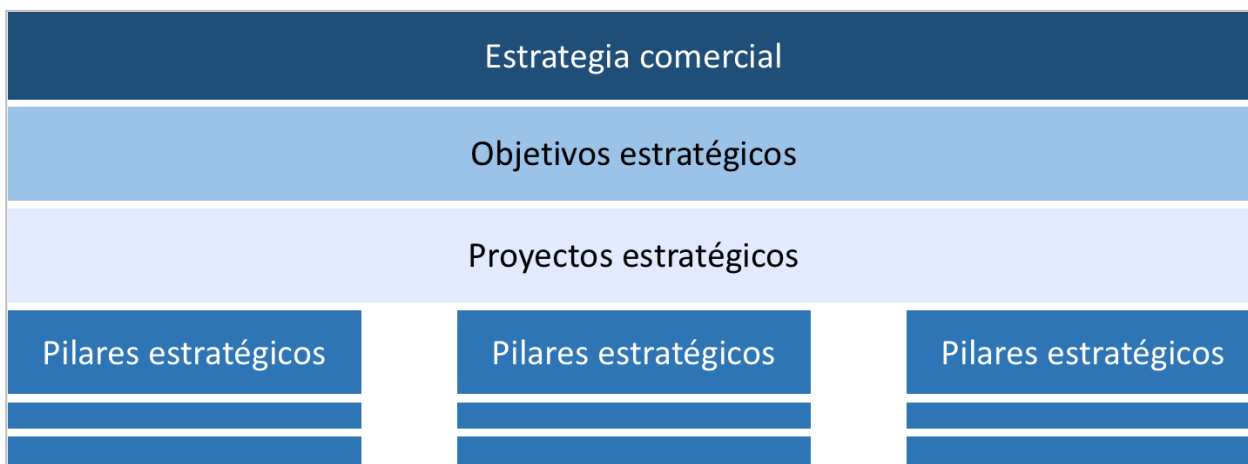 Estrategia comercial
Objetivos estratégicos
Proyectos estratégicos
Pilares estratégicos
Pilares estratégicos
Pilares estratégicos